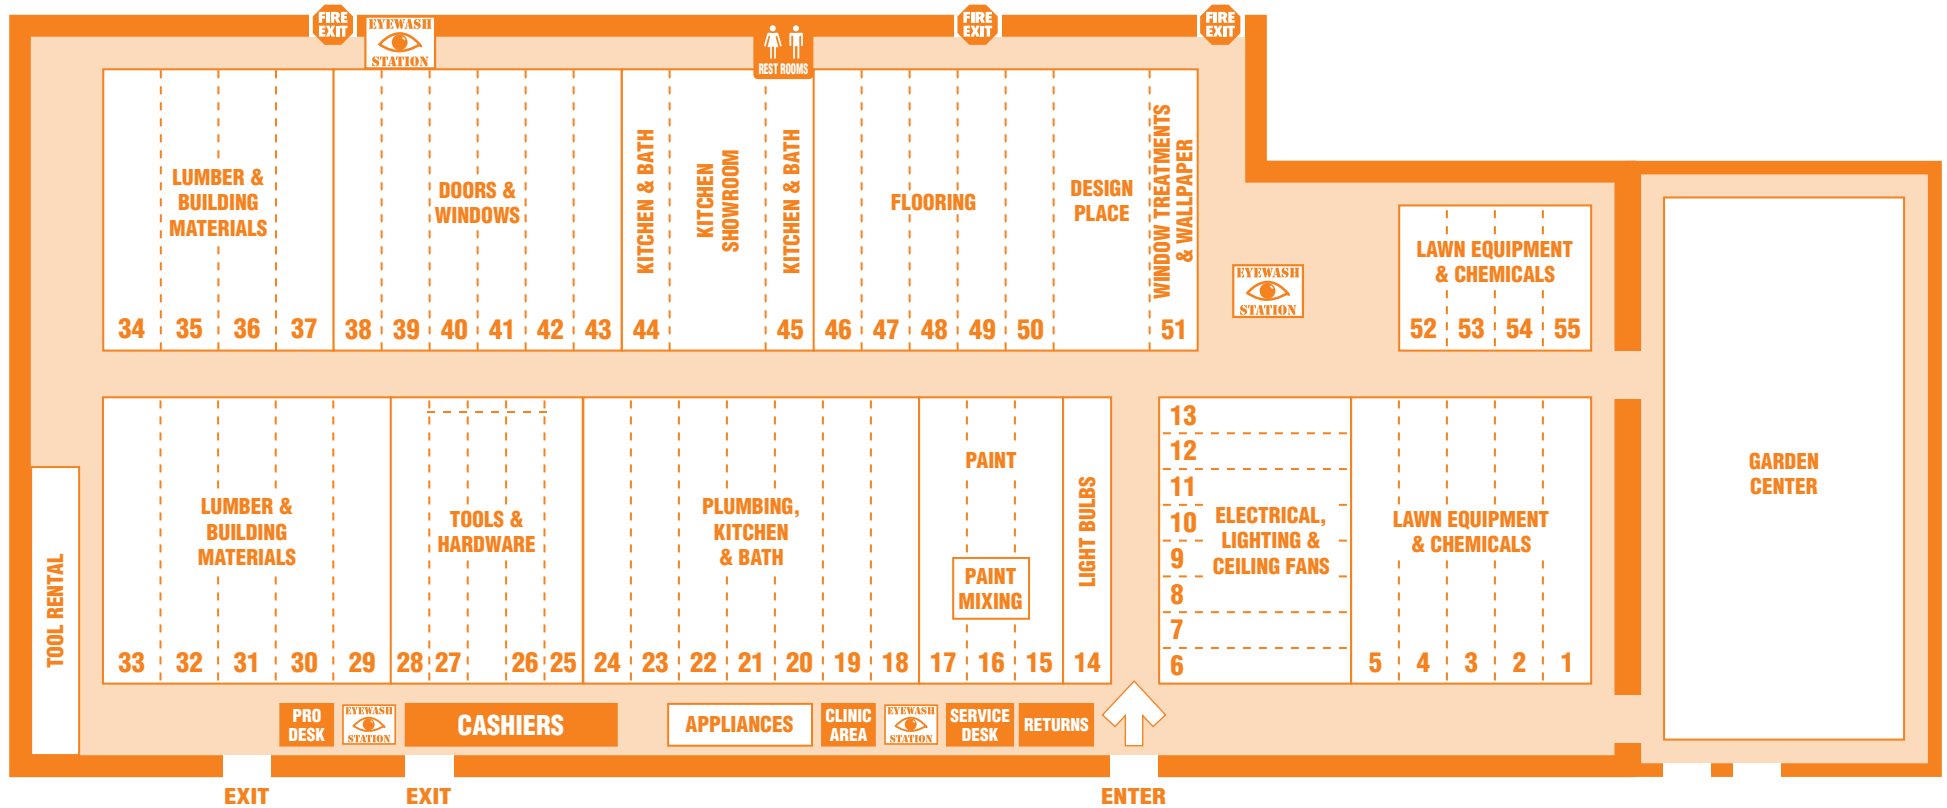 FIRE
EXIT
EYEWASH
STATION
REST ROOMS
FIRE
EXIT
FIRE
EXIT
LUMBER &
BUILDING
MATERIALS
DOORS &
WINDOWS
KITCHEN & BATH
KITCHEN
SHOWROOM
KITCHEN & BATH
FLOORING
DESIGN
PLACE
WINDOW TREATMENTS
& WALLPAPER
34 35 36 37 38 39 40 41 42 43 44 45 46 47 48 49 50 51
EYEWASH
STATION
LAWN EQUIPMENT
& CHEMICALS
52 53 54 55
TOOL RENTAL
LUMBER &
BUILDING
MATERIALS
TOOLS &
HARDWARE
PLUMBING,
KITCHEN
& BATH
PAINT
PAINT
MIXING
LIGHT BULBS
33 32 31 30 29 28 27 26 25 24 23 22 21 20 19 18 17 16 15 14
13
12
11
10
9
8
7
6
ELECTRICAL,
LIGHTING &
CEILING FANS
LAWN EQUIPMENT
& CHEMICALS
5 4 3 2 1
GARDEN
CENTER
PRO
DESK
EYEWASH
STATION
CASHIERS
APPLIANCES
CLINIC
AREA
EYEWASH
STATION
SERVICE
DESK
RETURNS
EXIT
EXIT
ENTER